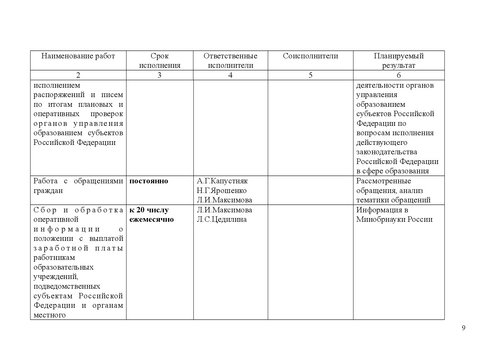 Наименование работ
Срок
исполнения
Ответственные
исполнители
Соисполнители
Планируемый
результат
2
3
4
5
6
исполнением
распоряжений и писем
по итогам плановых и
оперативных проверок
органов управления
образованием субъектов
Российской Федерации
деятельности органов
управления
образованием
субъектов Российской
Федерации по
вопросам исполнения
действующего
законодательства
Российской Федерации
в сфере образования
Работа с обращениями
граждан
постоянно
А.Г.Капустняк
Н.Г.Ярошенко
Л.И.Максимова
Рассмотренные
обращения, анализ
тематики обращений
Сбор и обработка
оперативной
информации о
положении с выплатой
заработной платы
работникам
образовательных
учреждений,
подведомственных
субъектам Российской
Федерации и органам
местного
к 20 числу
ежемесячно
Л.И.Максимова
Л.С.Цедилина
Информация в
Минобрнауки России
9